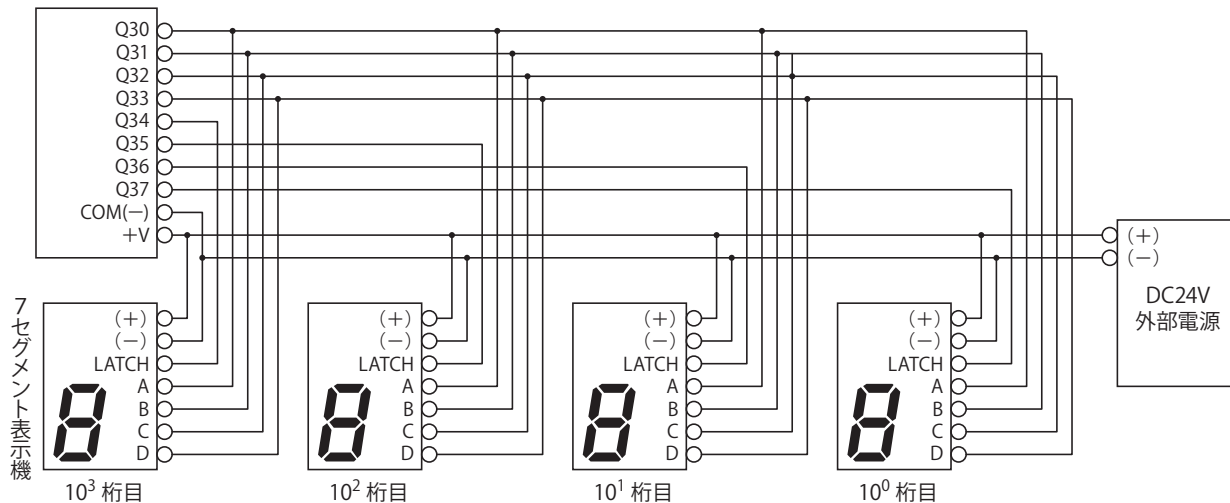 Q30
Q31
Q32
Q33
Q34
Q35
Q36
Q37
COM(−)
+V
(+)
(−)
DC24V
外部電源
7セグメント表示機
(+)
(−)
LATCH
A
B
C
D
10³ 桁目
(+)
(−)
LATCH
A
B
C
D
10² 桁目
(+)
(−)
LATCH
A
B
C
D
10¹ 桁目
(+)
(−)
LATCH
A
B
C
D
10⁰ 桁目